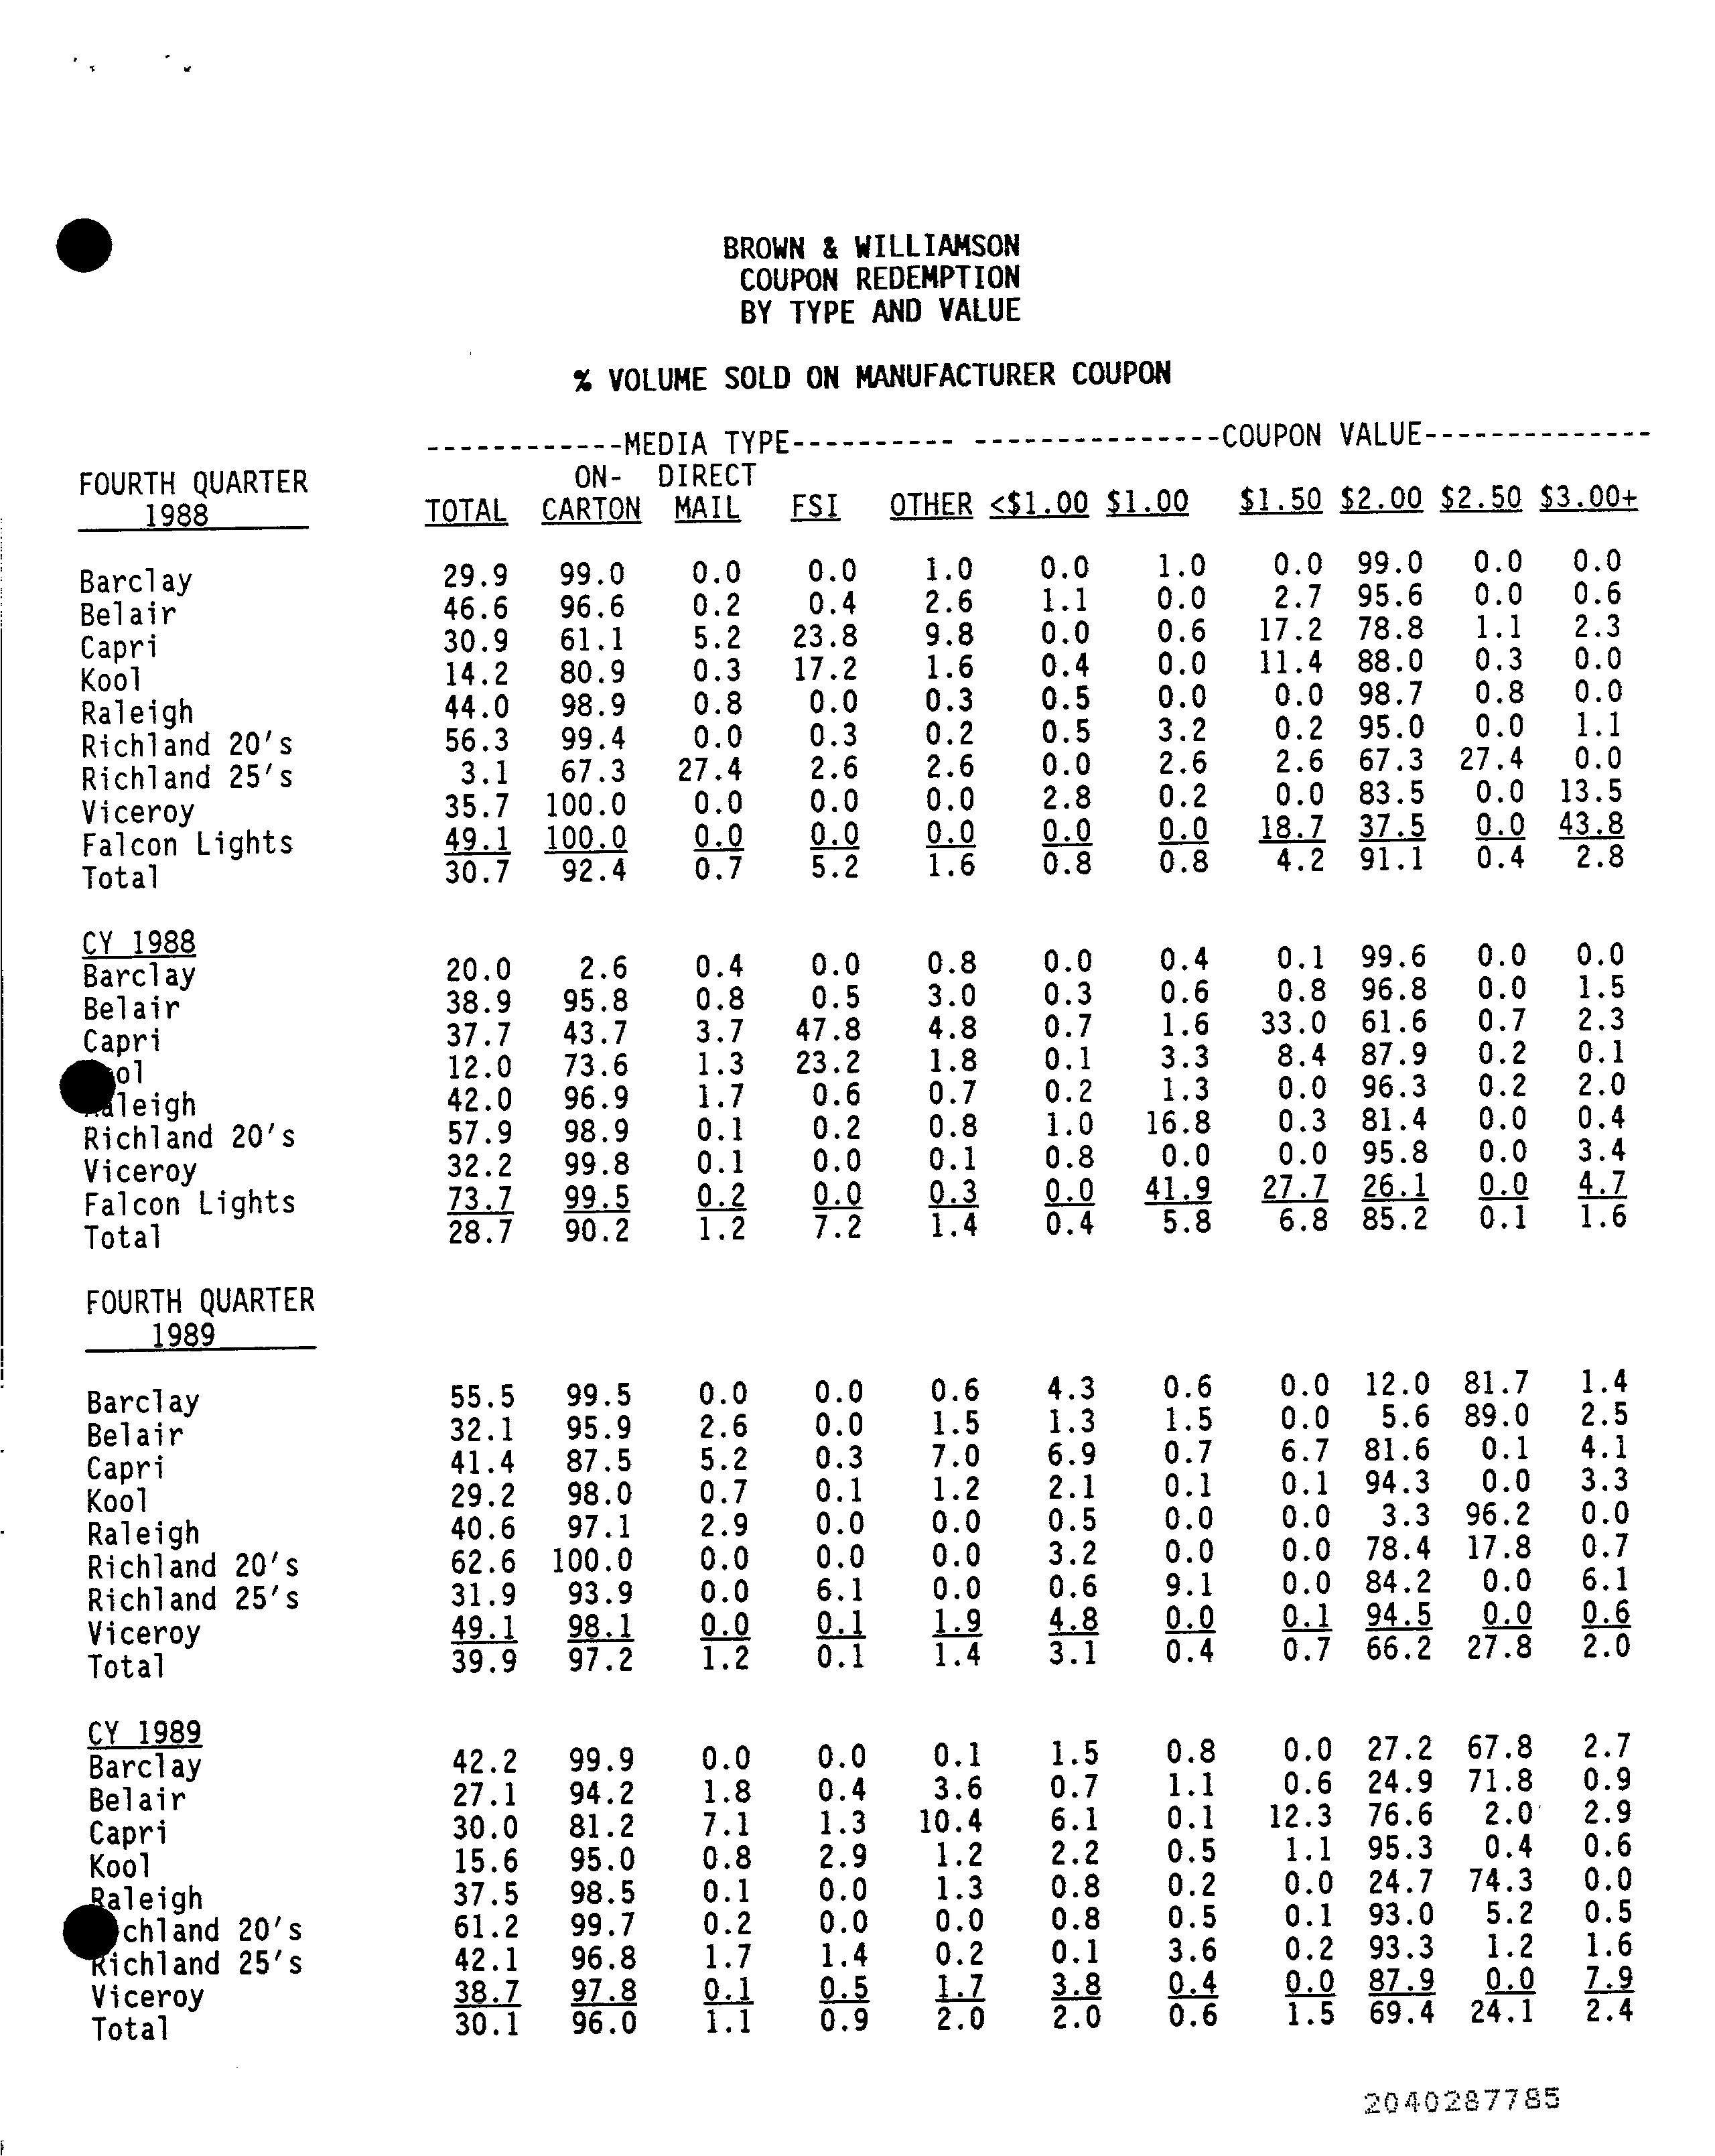 BROWN & WILLIAMSON
COUPON REDEMPTION
BY TYPE AND VALUE
% VOLUME SOLD ON MANUFACTURER COUPON
------------MEDIA TYPE---------- ---------------COUPON VALUE--------------
FOURTH QUARTER ON- DIRECT
1988 TOTAL CARTON MAIL FSI OTHER <$1.00 $1.00 $1.50 $2.00 $2.50 $3.00+
Barclay 29.9 99.0 0.0 0.0 1.0 0.0 1.0 0.0 99.0 0.0 0.0
Belair 46.6 96.6 0.2 0.4 2.6 1.1 0.0 2.7 95.6 0.0 0.6
Capri 30.9 61.1 5.2 23.8 9.8 0.0 0.6 17.2 78.8 1.1 2.3
Kool 14.2 80.9 0.3 17.2 1.6 0.4 0.0 11.4 88.0 0.3 0.0
Raleigh 44.0 98.9 0.8 0.0 0.3 0.5 0.0 0.0 98.7 0.8 0.0
Richland 20's 56.3 99.4 0.0 0.3 0.2 0.5 3.2 0.2 95.0 0.0 1.1
Richland 25's 3.1 67.3 27.4 2.6 2.6 0.0 2.6 2.6 67.3 27.4 0.0
Viceroy 35.7 100.0 0.0 0.0 0.0 2.8 0.2 0.0 83.5 0.0 13.5
Falcon Lights 49.1 100.0 0.0 0.0 0.0 0.0 0.0 18.7 37.5 0.0 43.8
Total 30.7 92.4 0.7 5.2 1.6 0.8 0.8 4.2 91.1 0.4 2.8
CY 1988
Barclay 20.0 2.6 0.4 0.0 0.8 0.0 0.4 0.1 99.6 0.0 0.0
Belair 38.9 95.8 0.8 0.5 3.0 0.3 0.6 0.8 96.8 0.0 1.5
Capri 37.7 43.7 3.7 47.8 4.8 0.7 1.6 33.0 61.6 0.7 2.3
ol 12.0 73.6 1.3 23.2 1.8 0.1 3.3 8.4 87.9 0.2 0.1
aleigh 42.0 96.9 1.7 0.6 0.7 0.2 1.3 0.0 96.3 0.2 2.0
Richland 20's 57.9 98.9 0.1 0.2 0.8 1.0 16.8 0.3 81.4 0.0 0.4
Viceroy 32.2 99.8 0.1 0.0 0.1 0.8 0.0 0.0 95.8 0.0 3.4
Falcon Lights 73.7 99.5 0.2 0.0 0.3 0.0 41.9 27.7 26.1 0.0 4.7
Total 28.7 90.2 1.2 7.2 1.4 0.4 5.8 6.8 85.2 0.1 1.6
FOURTH QUARTER
1989
Barclay 55.5 99.5 0.0 0.0 0.6 4.3 0.6 0.0 12.0 81.7 1.4
Belair 32.1 95.9 2.6 0.0 1.5 1.3 1.5 0.0 5.6 89.0 2.5
Capri 41.4 87.5 5.2 0.3 7.0 6.9 0.7 6.7 81.6 0.1 4.1
Kool 29.2 98.0 0.7 0.1 1.2 2.1 0.1 0.1 94.3 0.0 3.3
Raleigh 40.6 97.1 2.9 0.0 0.0 0.5 0.0 0.0 3.3 96.2 0.0
Richland 20's 62.6 100.0 0.0 0.0 0.0 3.2 0.0 0.0 78.4 17.8 0.7
Richland 25's 31.9 93.9 0.0 6.1 0.0 0.6 9.1 0.0 84.2 0.0 6.1
Viceroy 49.1 98.1 0.0 0.1 1.9 4.8 0.0 0.1 94.5 0.0 0.6
Total 39.9 97.2 1.2 0.1 1.4 3.1 0.4 0.7 66.2 27.8 2.0
CY 1989
Barclay 42.2 99.9 0.0 0.0 0.1 1.5 0.8 0.0 27.2 67.8 2.7
Belair 27.1 94.2 1.8 0.4 3.6 0.7 1.1 0.6 24.9 71.8 0.9
Capri 30.0 81.2 7.1 1.3 10.4 6.1 0.1 12.3 76.6 2.0 2.9
Kool 15.6 95.0 0.8 2.9 1.2 2.2 0.5 1.1 95.3 0.4 0.6
Raleigh 37.5 98.5 0.1 0.0 1.3 0.8 0.2 0.0 24.7 74.3 0.0
chland 20's 61.2 99.7 0.2 0.0 0.0 0.8 0.5 0.1 93.0 5.2 0.5
Richland 25's 42.1 96.8 1.7 1.4 0.2 0.1 3.6 0.2 93.3 1.2 1.6
Viceroy 38.7 97.8 0.1 0.5 1.7 3.8 0.4 0.0 87.9 0.0 7.9
Total 30.1 96.0 1.1 0.9 2.0 2.0 0.6 1.5 69.4 24.1 2.4
2040287785